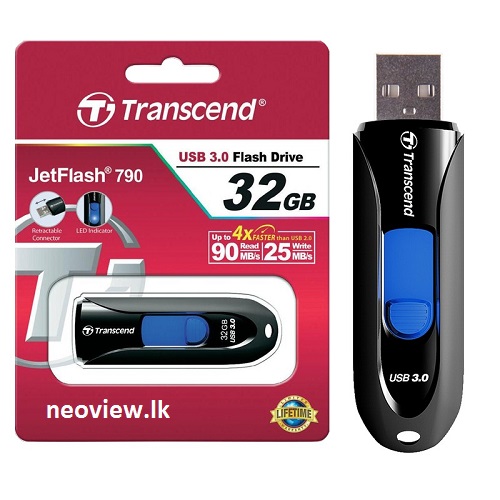 Transcend®
USB 3.0 Flash Drive
JetFlash® 790
32GB
Retractable
Connector
LED Indicator
Up to 4x FASTER than USB 2.0
90 Read MB/s 25 Write MB/s
Transcend
32GB
USB 3.0
neoview.lk
LIMITED
LIFETIME
WARRANTY
Transcend
USB 3.0